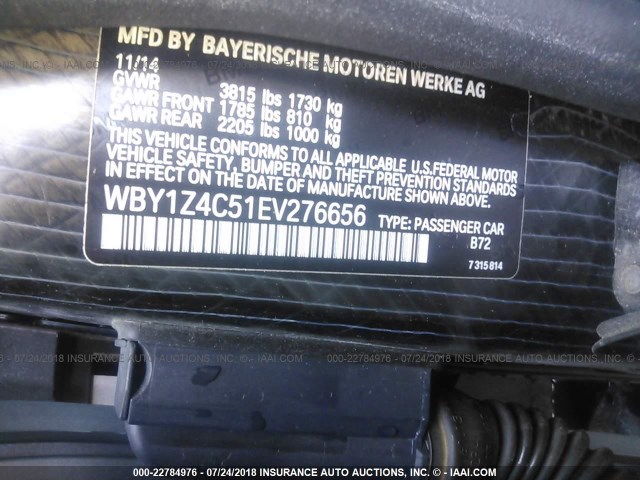 MFD BY BAYERISCHE MOTOREN WERKE AG
11/14
GVWR 3815 lbs 1730 kg
GAWR FRONT 1785 lbs 810 kg
GAWR REAR 2205 lbs 1000 kg
THIS VEHICLE CONFORMS TO ALL APPLICABLE U.S.FEDERAL MOTOR
VEHICLE SAFETY, BUMPER AND THEFT PREVENTION STANDARDS
IN EFFECT ON THE DATE OF MANUFACTURE SHOWN ABOVE.
WBY1Z4C51EV276656 TYPE: PASSENGER CAR
B72
7 315 814
000-22784976 - 07/24/2018 INSURANCE AUTO AUCTIONS, INC. © - IAAI.COM